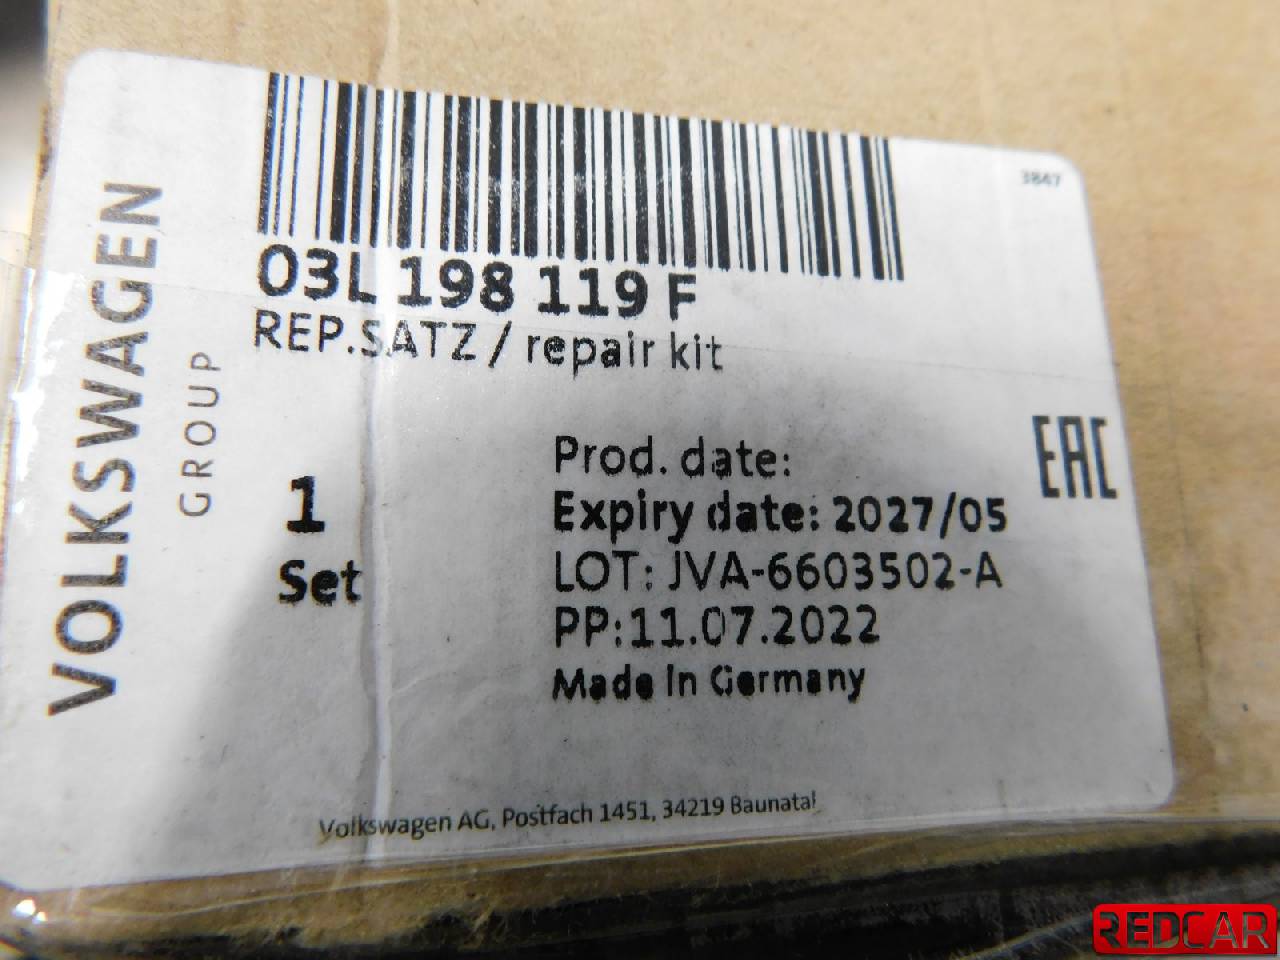 VOLKSWAGEN
GROUP
3847
03L 198 119 F
REP.SATZ / repair kit
1
Set
Prod. date:
Expiry date: 2027/05
LOT: JVA-6603502-A
PP:11.07.2022
Made in Germany
EAC
Volkswagen AG, Postfach 1451, 34219 Baunatal
REDCAR